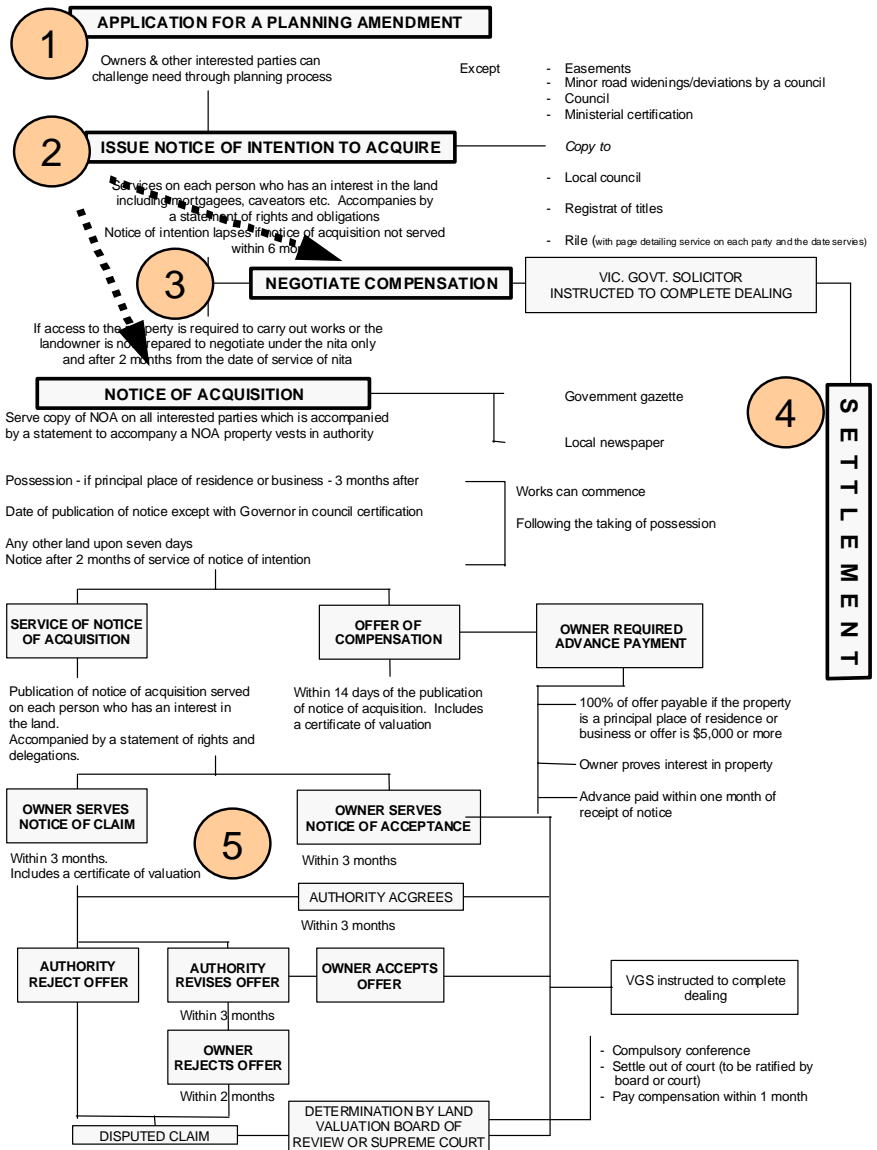 1
APPLICATION FOR A PLANNING AMENDMENT
Owners & other interested parties can
challenge need through planning process
Except
- Easements
- Minor road widenings/deviations by a council
- Council
- Ministerial certification
2
ISSUE NOTICE OF INTENTION TO ACQUIRE
Copy to
- Local council
- Registrat of titles
- Rile (with page detailing service on each party and the date servies)
Services on each person who has an interest in the land
including mortgagees, caveators etc. Accompanies by
a statement of rights and obligations
Notice of intention lapses if notice of acquisition not served
within 6 mon
3
NEGOTIATE COMPENSATION
VIC. GOVT. SOLICITOR
INSTRUCTED TO COMPLETE DEALING
If access to the property is required to carry out works or the
landowner is not prepared to negotiate under the nita only
and after 2 months from the date of service of nita
NOTICE OF ACQUISITION
Government gazette
Local newspaper
4
SETTLEMENT
Serve copy of NOA on all interested parties which is accompanied
by a statement to accompany a NOA property vests in authority
Possession - if principal place of residence or business - 3 months after
Date of publication of notice except with Governor in council certification
Any other land upon seven days
Notice after 2 months of service of notice of intention
Works can commence
Following the taking of possession
SERVICE OF NOTICE
OF ACQUISITION
OFFER OF
COMPENSATION
OWNER REQUIRED
ADVANCE PAYMENT
Publication of notice of acquisition served
on each person who has an interest in
the land.
Accompanied by a statement of rights and
delegations.
Within 14 days of the publication
of notice of acquisition. Includes
a certificate of valuation
100% of offer payable if the property
is a principal place of residence or
business or offer is $5,000 or more
Owner proves interest in property
Advance paid within one month of
receipt of notice
OWNER SERVES
NOTICE OF CLAIM
5
OWNER SERVES
NOTICE OF ACCEPTANCE
Within 3 months.
Includes a certificate of valuation
Within 3 months
AUTHORITY ACGREES
Within 3 months
AUTHORITY
REJECT OFFER
AUTHORITY
REVISES OFFER
OWNER ACCEPTS
OFFER
VGS instructed to complete
dealing
Within 3 months
OWNER
REJECTS OFFER
Within 2 months
- Compulsory conference
- Settle out of court (to be ratified by
board or court)
- Pay compensation within 1 month
DISPUTED CLAIM
DETERMINATION BY LAND
VALUATION BOARD OF
REVIEW OR SUPREME COURT